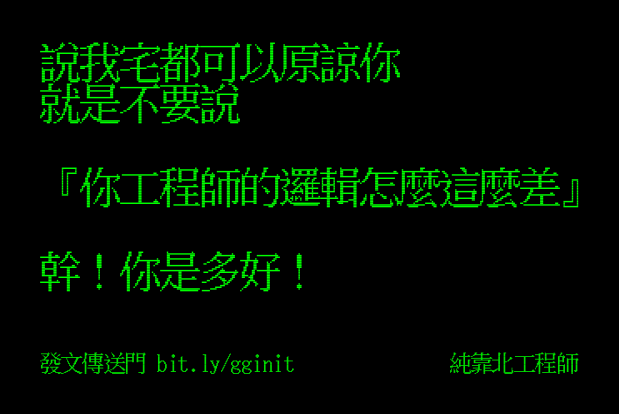 說我宅都可以原諒你
就是不要說
『你工程師的邏輯怎麼這麼差』
幹！你是多好！
發文傳送門 bit.ly/gginit
純靠北工程師